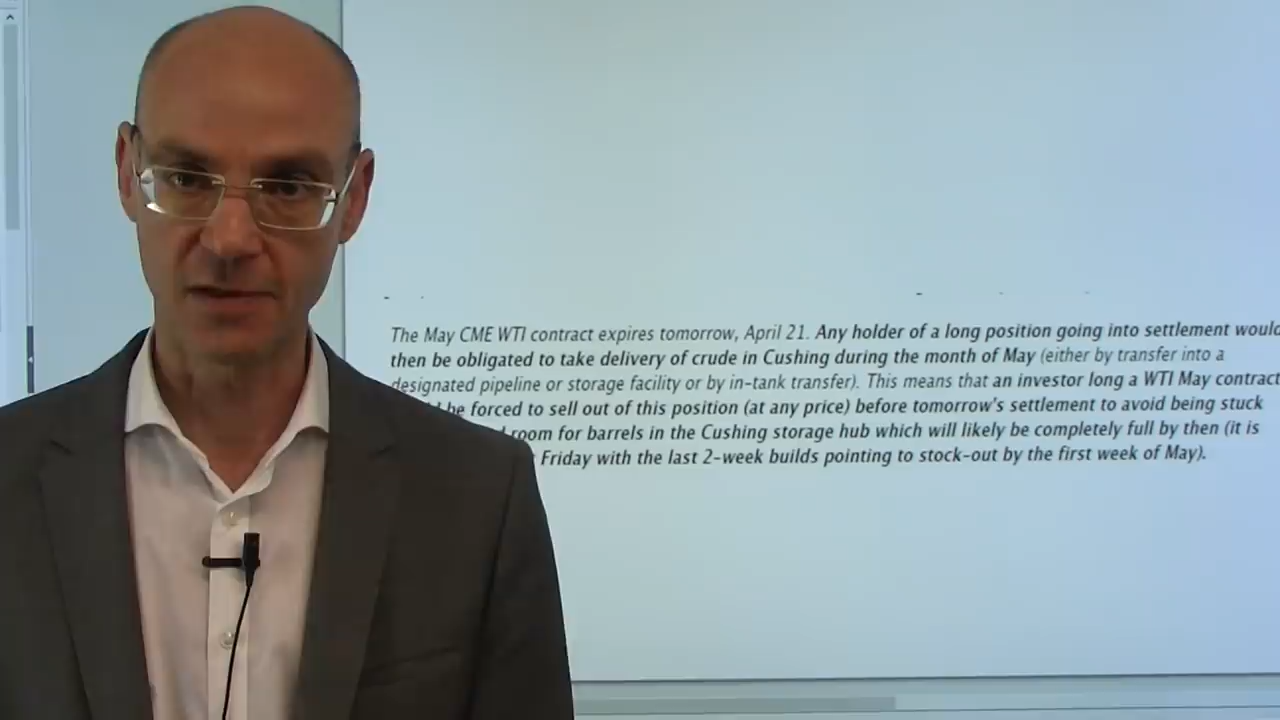 The May CME WTI contract expires tomorrow, April 21. Any holder of a long position going into settlement would
then be obligated to take delivery of crude in Cushing during the month of May (either by transfer into a
designated pipeline or storage facility or by in-tank transfer). This means that an investor long a WTI May contract
be forced to sell out of this position (at any price) before tomorrow's settlement to avoid being stuck
room for barrels in the Cushing storage hub which will likely be completely full by then (it is
Friday with the last 2-week builds pointing to stock-out by the first week of May).